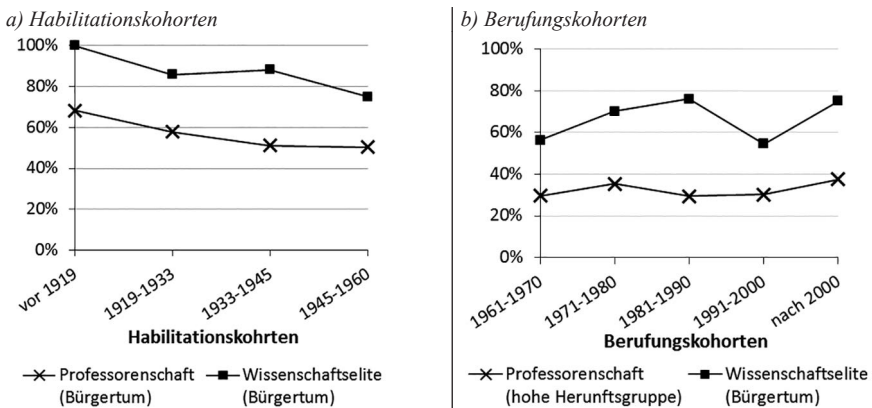 a) Habilitationskohorten
100%
80%
60%
40%
20%
0%
vor 1919
1919-1933
1933-1945
1945-1960
Habilitationskohrten
Professorenschaft
(Bürgertum)
Wissenschaftselite
(Bürgertum)
b) Berufungskohorten
100%
80%
60%
40%
20%
0%
1961-1970
1971-1980
1981-1990
1991-2000
nach 2000
Berufungskohorten
Professorenschaft
(hohe Herunftsgruppe)
Wissenschaftselite
(Bürgertum)